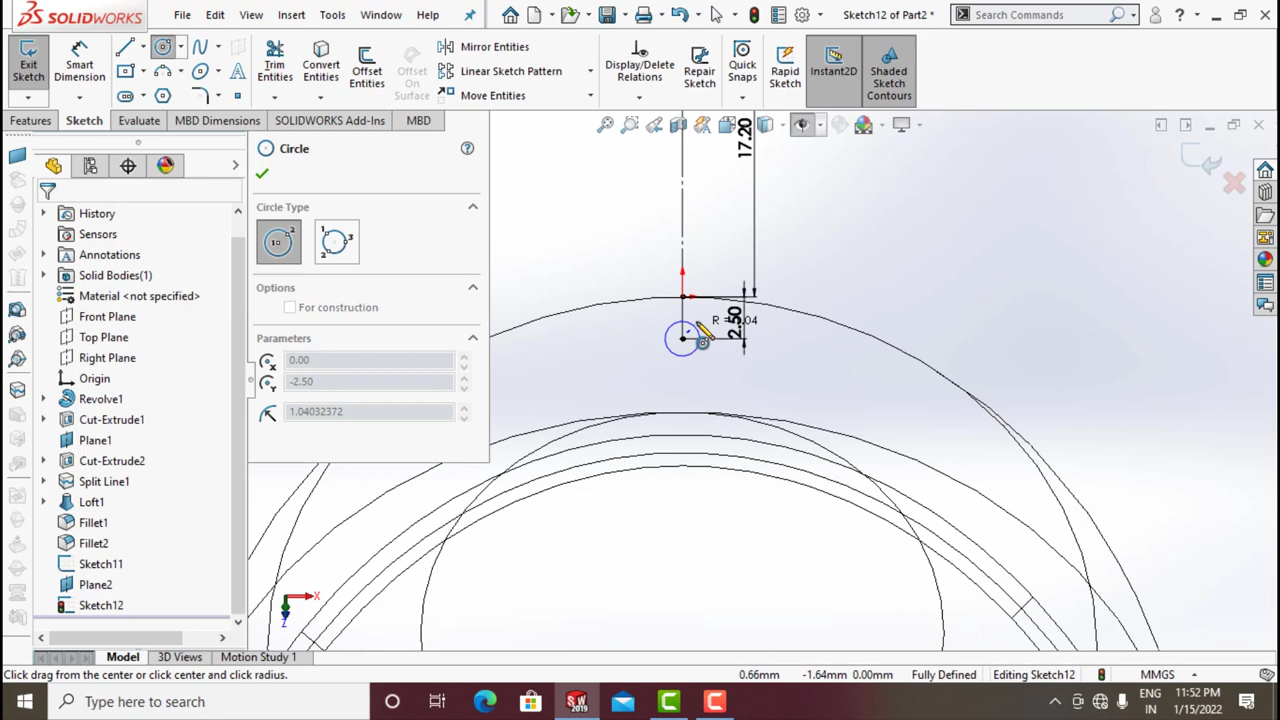 SOLIDWORKS
File Edit View Insert Tools Window Help
Sketch12 of Part2 *
Search Commands
Exit Sketch
Smart Dimension
Trim Entities
Convert Entities
Offset Entities
Offset On Surface
Mirror Entities
Linear Sketch Pattern
Move Entities
Display/Delete Relations
Repair Sketch
Quick Snaps
Rapid Sketch
Instant2D
Shaded Sketch Contours
Features Sketch Evaluate MBD Dimensions SOLIDWORKS Add-Ins MBD
History
Sensors
Annotations
Solid Bodies(1)
Material <not specified>
Front Plane
Top Plane
Right Plane
Origin
Revolve1
Cut-Extrude1
Plane1
Cut-Extrude2
Split Line1
Loft1
Fillet1
Fillet2
Sketch11
Plane2
Sketch12
Circle
Circle Type
Options
For construction
Parameters
0.00
-2.50
1.04032372
17.20
2.50
X
Z
Model 3D Views Motion Study 1
Click drag from the center or click center and click radius.
0.66mm -1.64mm 0.00mm Fully Defined Editing Sketch12 MMGS
Type here to search
SW 2019
ENG
IN
11:52 PM
1/15/2022